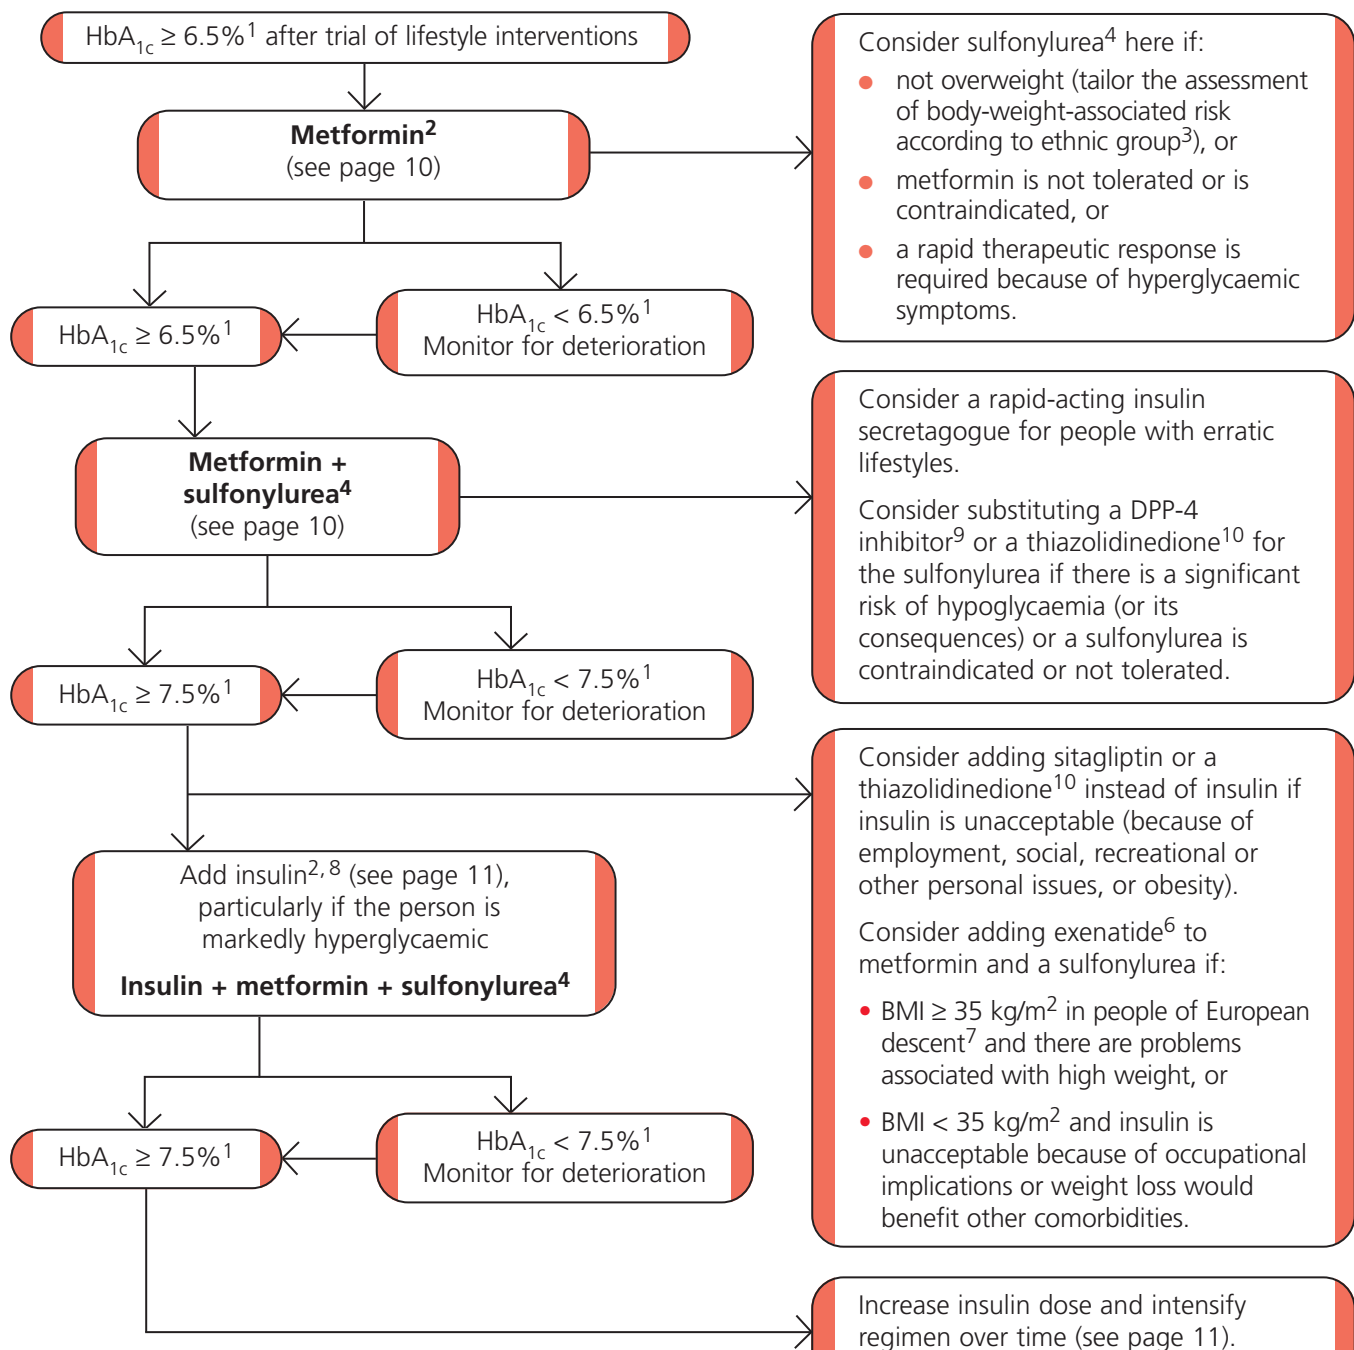 HbA1c ≥ 6.5%1 after trial of lifestyle interventions
Metformin2
(see page 10)
Consider sulfonylurea4 here if:
• not overweight (tailor the assessment
of body-weight-associated risk
according to ethnic group3), or
• metformin is not tolerated or is
contraindicated, or
• a rapid therapeutic response is
required because of hyperglycaemic
symptoms.
HbA1c ≥ 6.5%1
HbA1c < 6.5%1
Monitor for deterioration
Metformin +
sulfonylurea4
(see page 10)
Consider a rapid-acting insulin
secretagogue for people with erratic
lifestyles.
Consider substituting a DPP-4
inhibitor9 or a thiazolidinedione10 for
the sulfonylurea if there is a significant
risk of hypoglycaemia (or its
consequences) or a sulfonylurea is
contraindicated or not tolerated.
HbA1c ≥ 7.5%1
HbA1c < 7.5%1
Monitor for deterioration
Consider adding sitagliptin or a
thiazolidinedione10 instead of insulin if
insulin is unacceptable (because of
employment, social, recreational or
other personal issues, or obesity).
Consider adding exenatide6 to
metformin and a sulfonylurea if:
• BMI ≥ 35 kg/m2 in people of European
descent7 and there are problems
associated with high weight, or
• BMI < 35 kg/m2 and insulin is
unacceptable because of occupational
implications or weight loss would
benefit other comorbidities.
Add insulin2, 8 (see page 11),
particularly if the person is
markedly hyperglycaemic
Insulin + metformin + sulfonylurea4
HbA1c ≥ 7.5%1
HbA1c < 7.5%1
Monitor for deterioration
Increase insulin dose and intensify
regimen over time (see page 11).